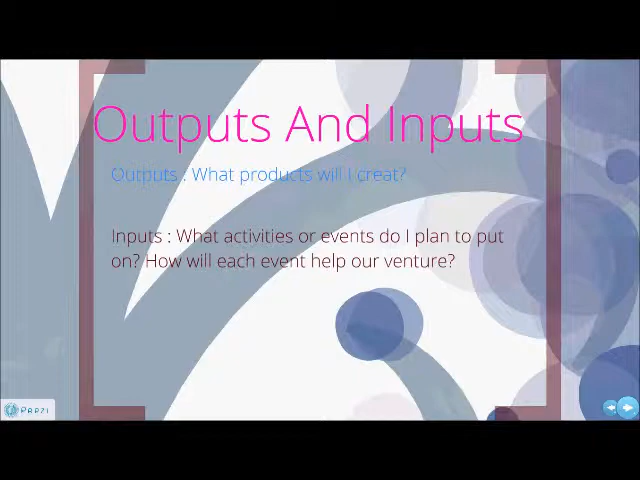 Outputs And Inputs
Outputs : What products will I creat?
Inputs : What activities or events do I plan to put
on? How will each event help our venture?
Prezi